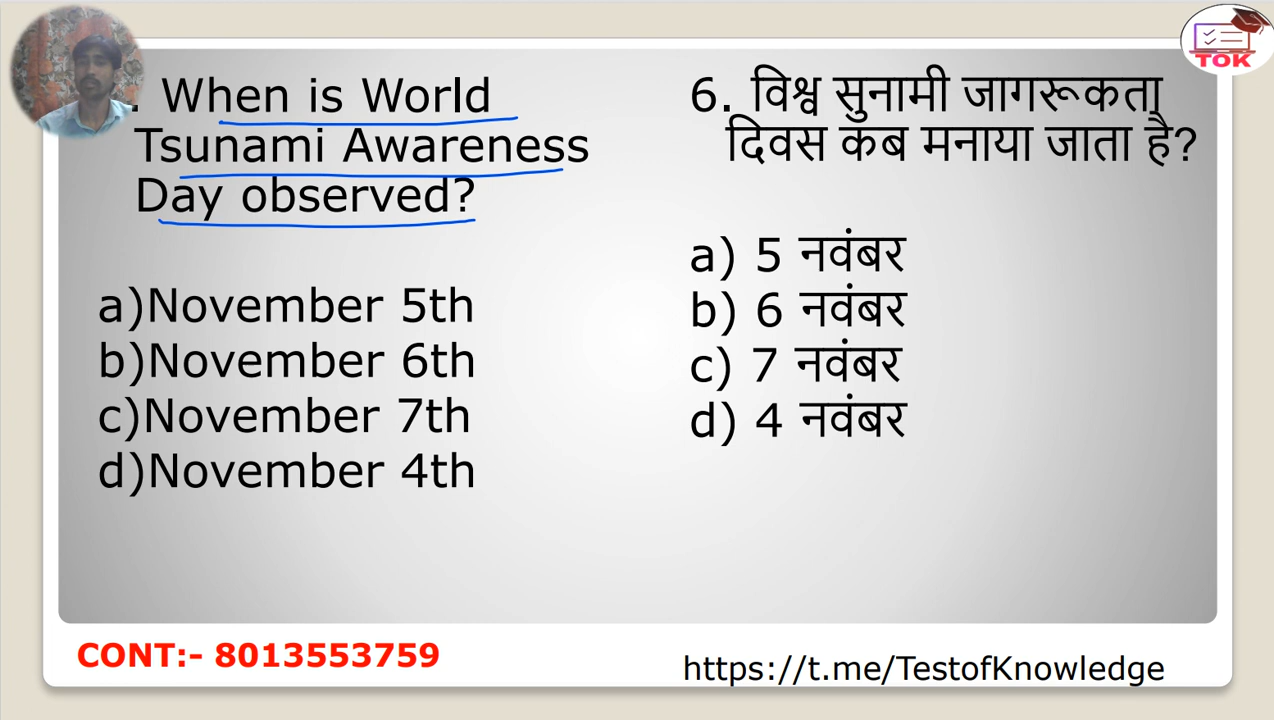 . When is World
Tsunami Awareness
Day observed?
a)November 5th
b)November 6th
c)November 7th
d)November 4th
6. विश्व सुनामी जागरूकता
दिवस कब मनाया जाता है?
a) 5 नवंबर
b) 6 नवंबर
c) 7 नवंबर
d) 4 नवंबर
TOK
CONT:- 8013553759
https://t.me/TestofKnowledge